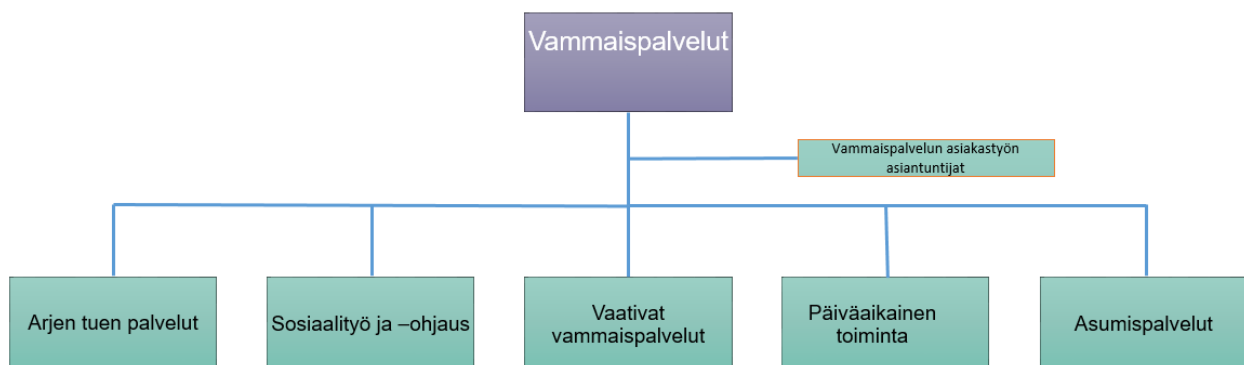 Vammaispalvelut
Vammaispalvelun asiakastyön
asiantuntijat
Arjen tuen palvelut
Sosiaalityö ja –ohjaus
Vaativat
vammaispalvelut
Päiväaikainen
toiminta
Asumispalvelut